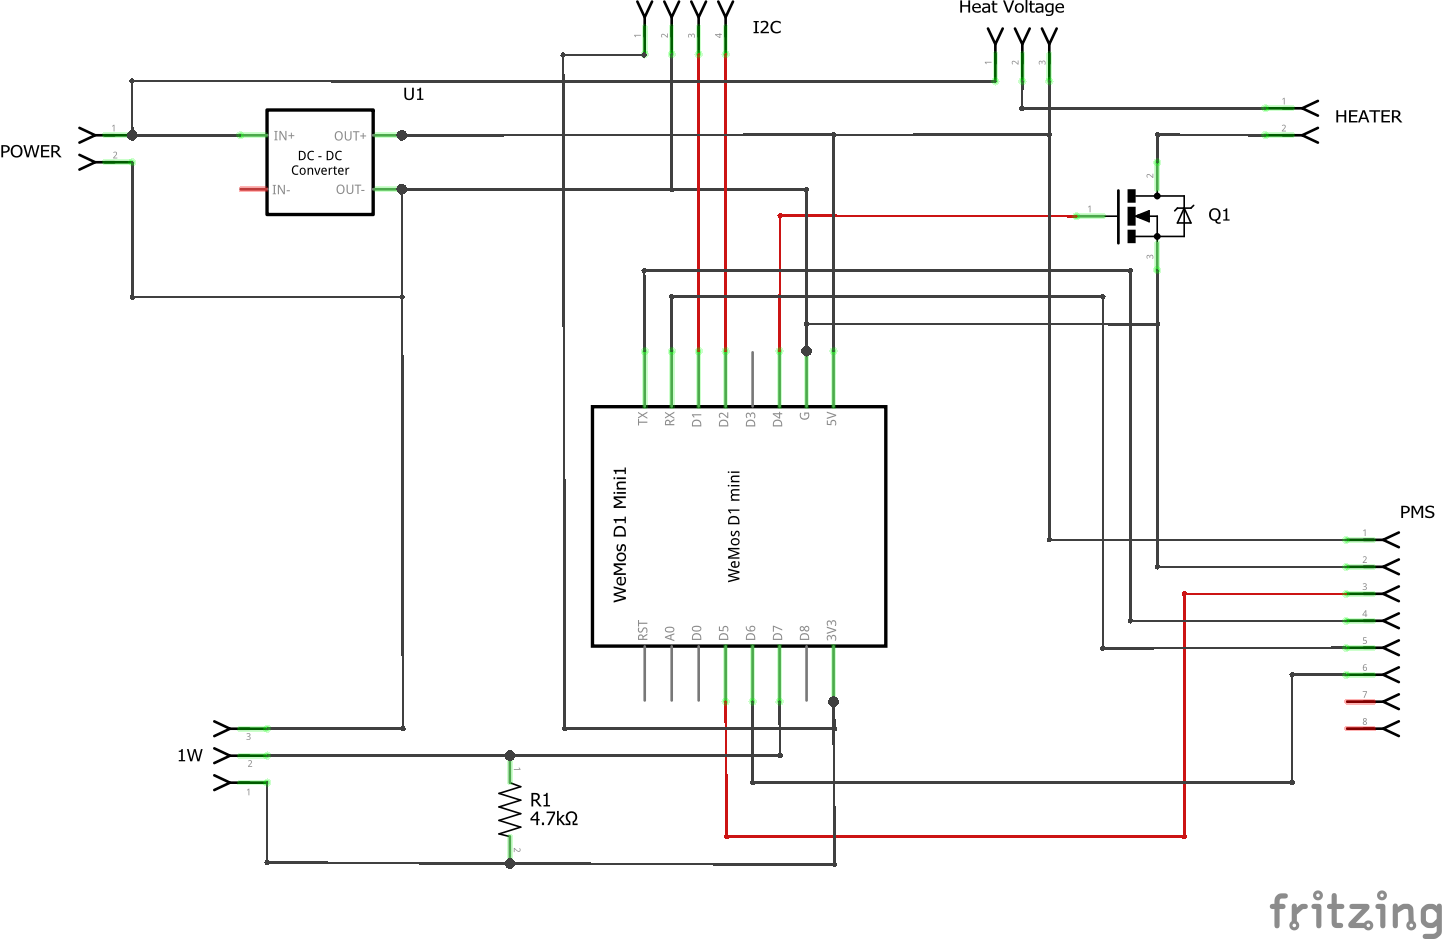 Heat Voltage
I2C
1
2
3
4
1
2
3
U1
POWER
1
2
IN+
OUT+
DC - DC
Converter
IN-
OUT-
1
2
HEATER
2
1
Q1
3
TX
RX
D1
D2
D3
D4
G
5V
WeMos D1 Mini1
WeMos D1 mini
RST
A0
D0
D5
D6
D7
D8
3V3
PMS
1
2
3
4
5
6
7
8
1W
3
2
1
1
R1
4.7kΩ
2
fritzing